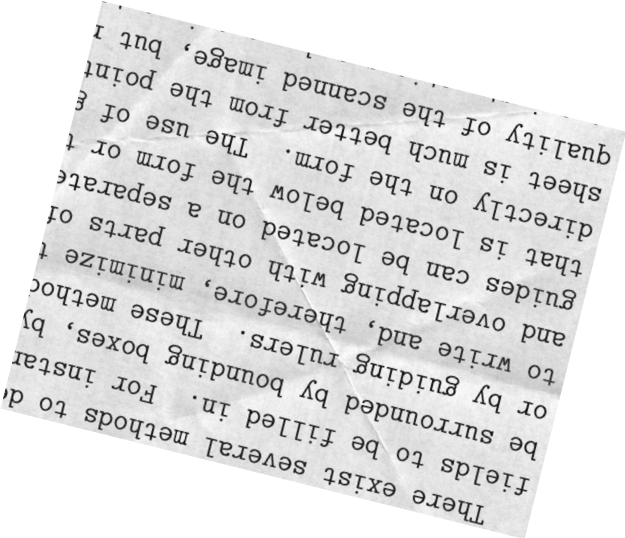 There exist several methods to
fields to be filled in. For
be surrounded by bounding boxes, by
or by guiding rulers. These
to write and, therefore, minimize
and overlapping with other parts of
guides can be located on a separate
that is located below the form or
directly on the form. The use of
sheet is much better from the point
quality of the scanned image, but